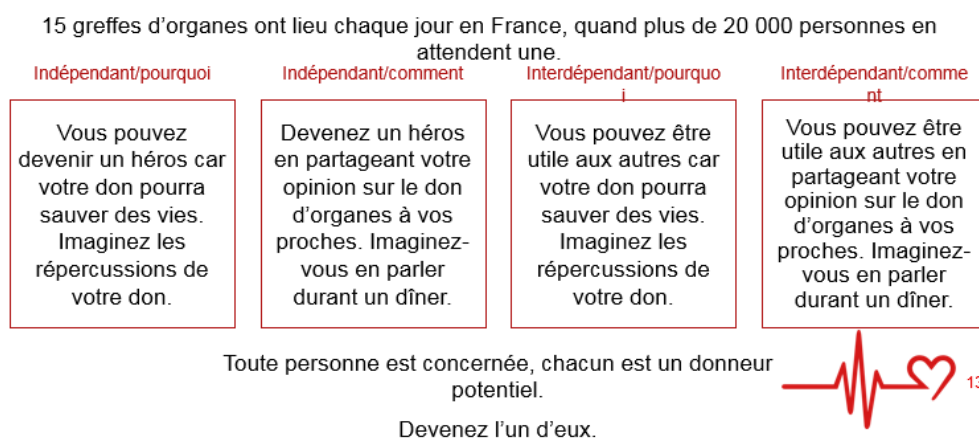 15 greffes d’organes ont lieu chaque jour en France, quand plus de 20 000 personnes en
attendent une.
Indépendant/pourquoi
Vous pouvez
devenir un héros car
votre don pourra
sauver des vies.
Imaginez les
répercussions de
votre don.
Indépendant/comment
Devenez un héros
en partageant votre
opinion sur le don
d’organes à vos
proches. Imaginez-
vous en parler
durant un dîner.
Interdépendant/pourquo
i
Vous pouvez être
utile aux autres car
votre don pourra
sauver des vies.
Imaginez les
répercussions de
votre don.
Interdépendant/comme
nt
Vous pouvez être
utile aux autres en
partageant votre
opinion sur le don
d’organes à vos
proches. Imaginez-
vous en parler
durant un dîner.
Toute personne est concernée, chacun est un donneur
potentiel.
Devenez l’un d’eux.
13